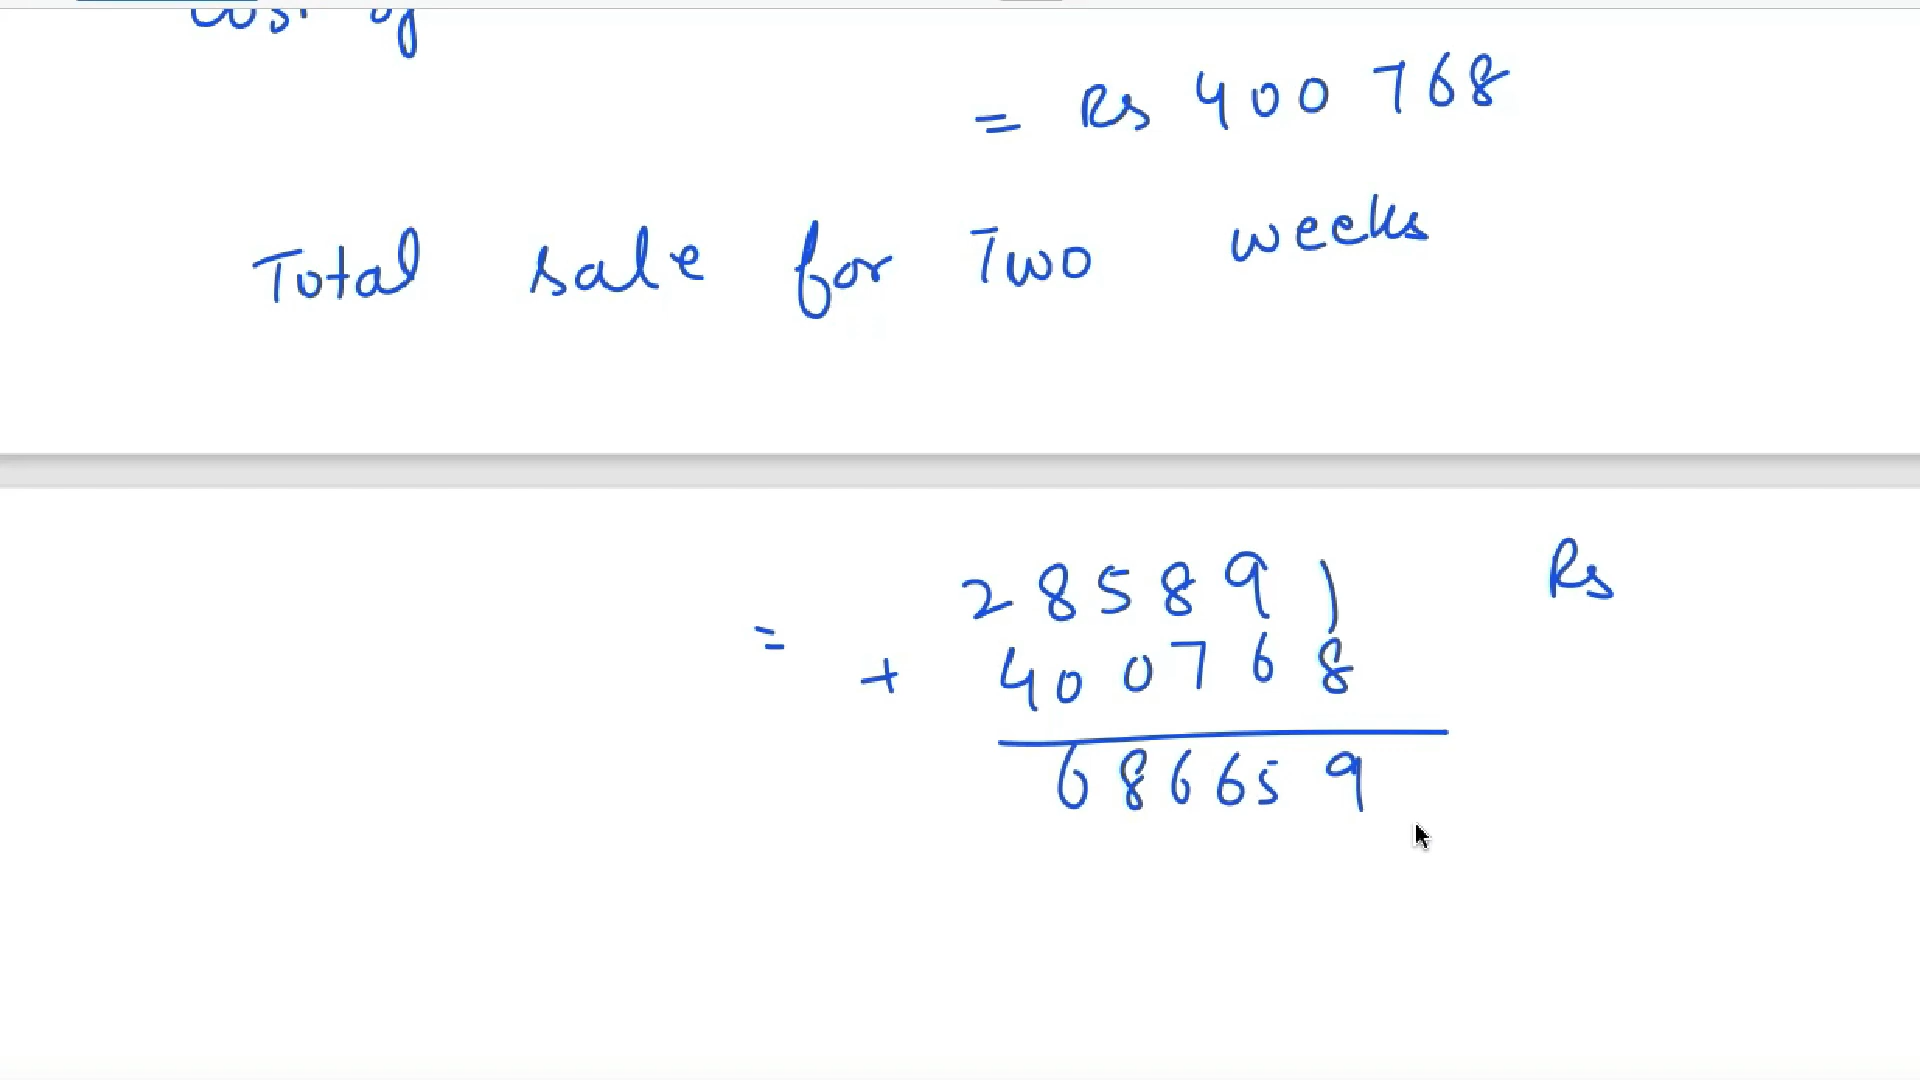 = Rs 400 768
Total sale for Two weeks
= 285891 Rs
+ 400768
686659